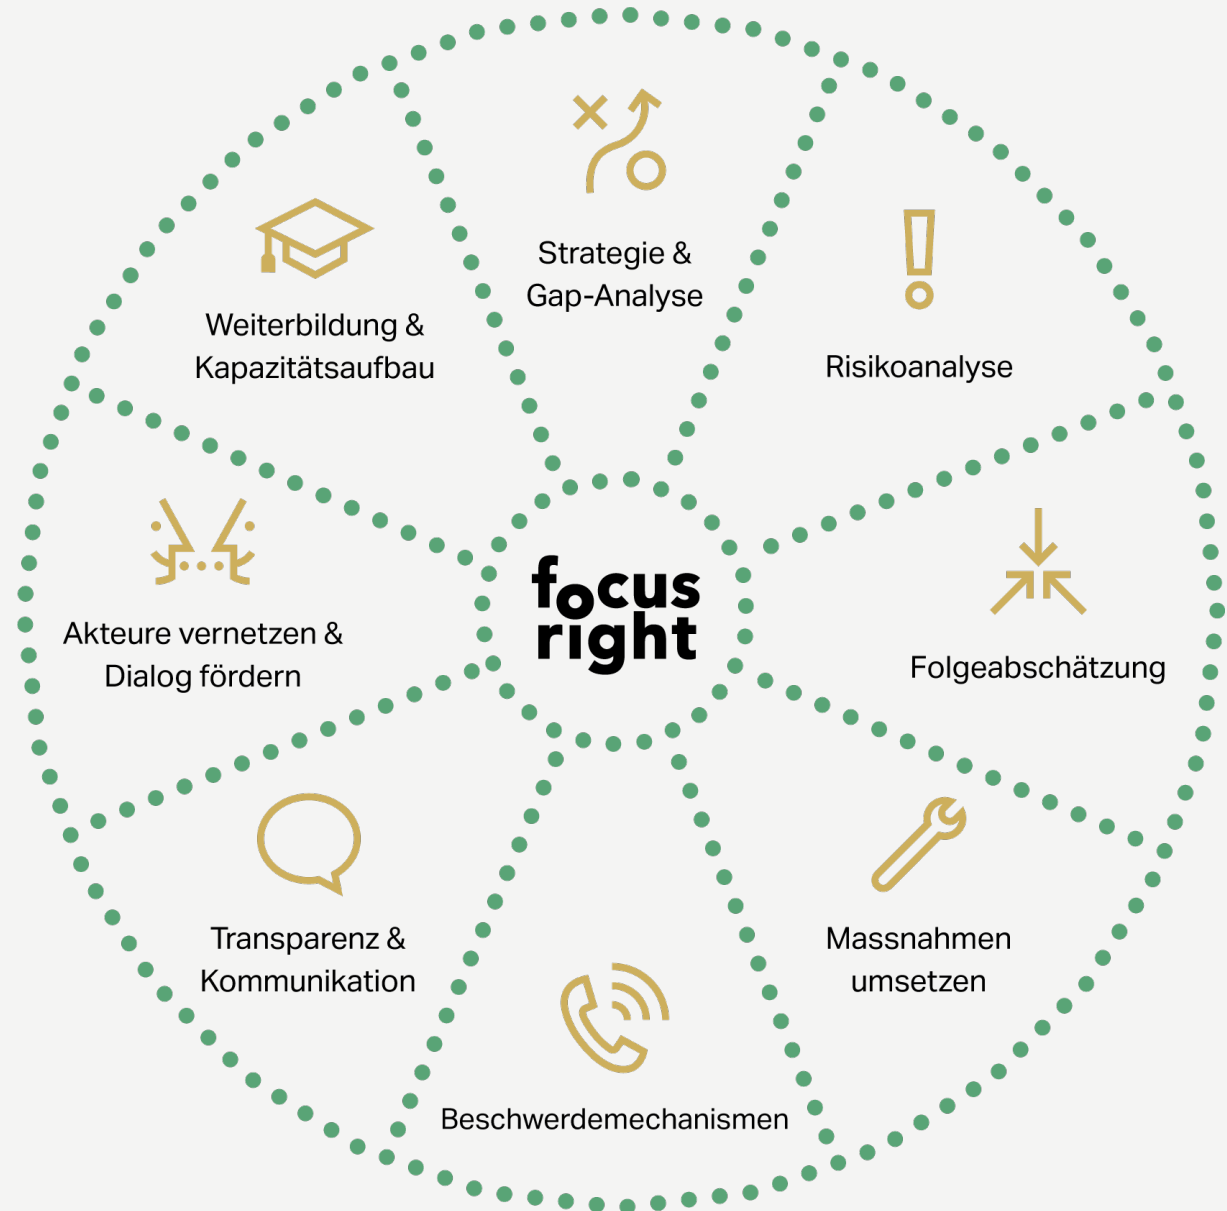 Strategie &
Gap-Analyse
Risikoanalyse
Folgeabschätzung
Massnahmen
umsetzen
Beschwerdemechanismen
Transparenz &
Kommunikation
Akteure vernetzen &
Dialog fördern
Weiterbildung &
Kapazitätsaufbau
focus
right